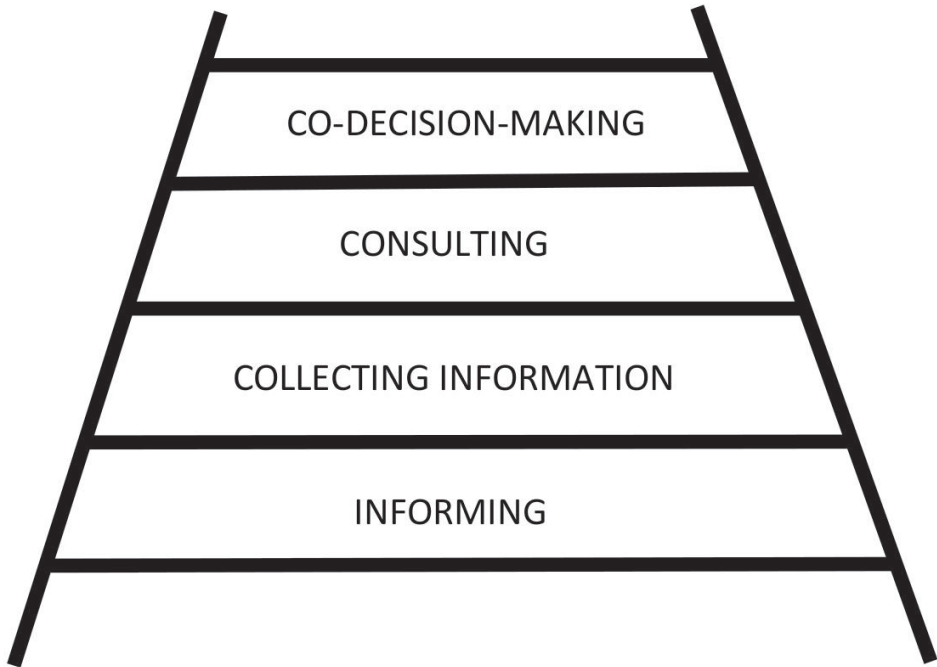 CO-DECISION-MAKING
CONSULTING
COLLECTING INFORMATION
INFORMING